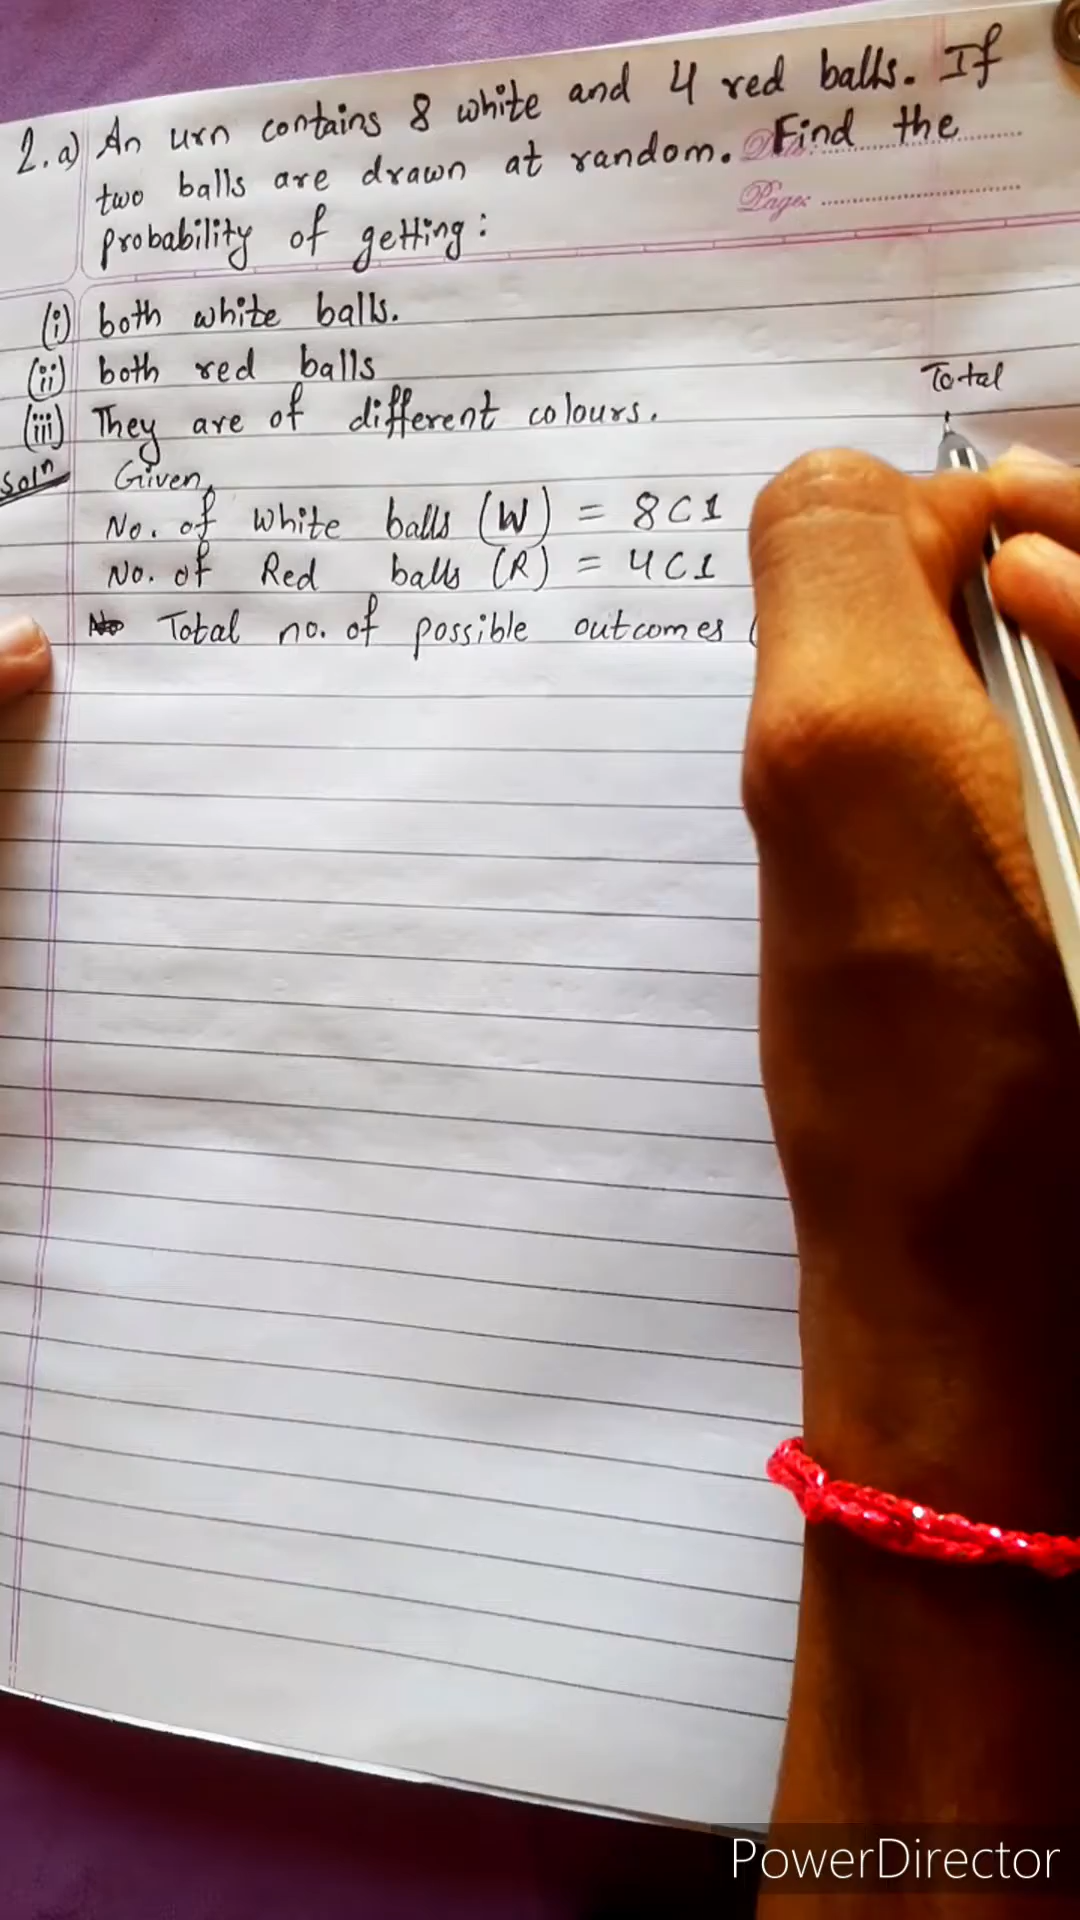 2.a) An urn contains 8 white and 4 red balls. If
two balls are drawn at random. Find the
Page:
probability of getting:
(i) both white balls.
(ii) both red balls
(iii) They are of different colours.
Total
Soln Given,
No. of white balls (W) = 8C1
No. of Red balls (R) = 4C1
Total no. of possible outcomes (
PowerDirector